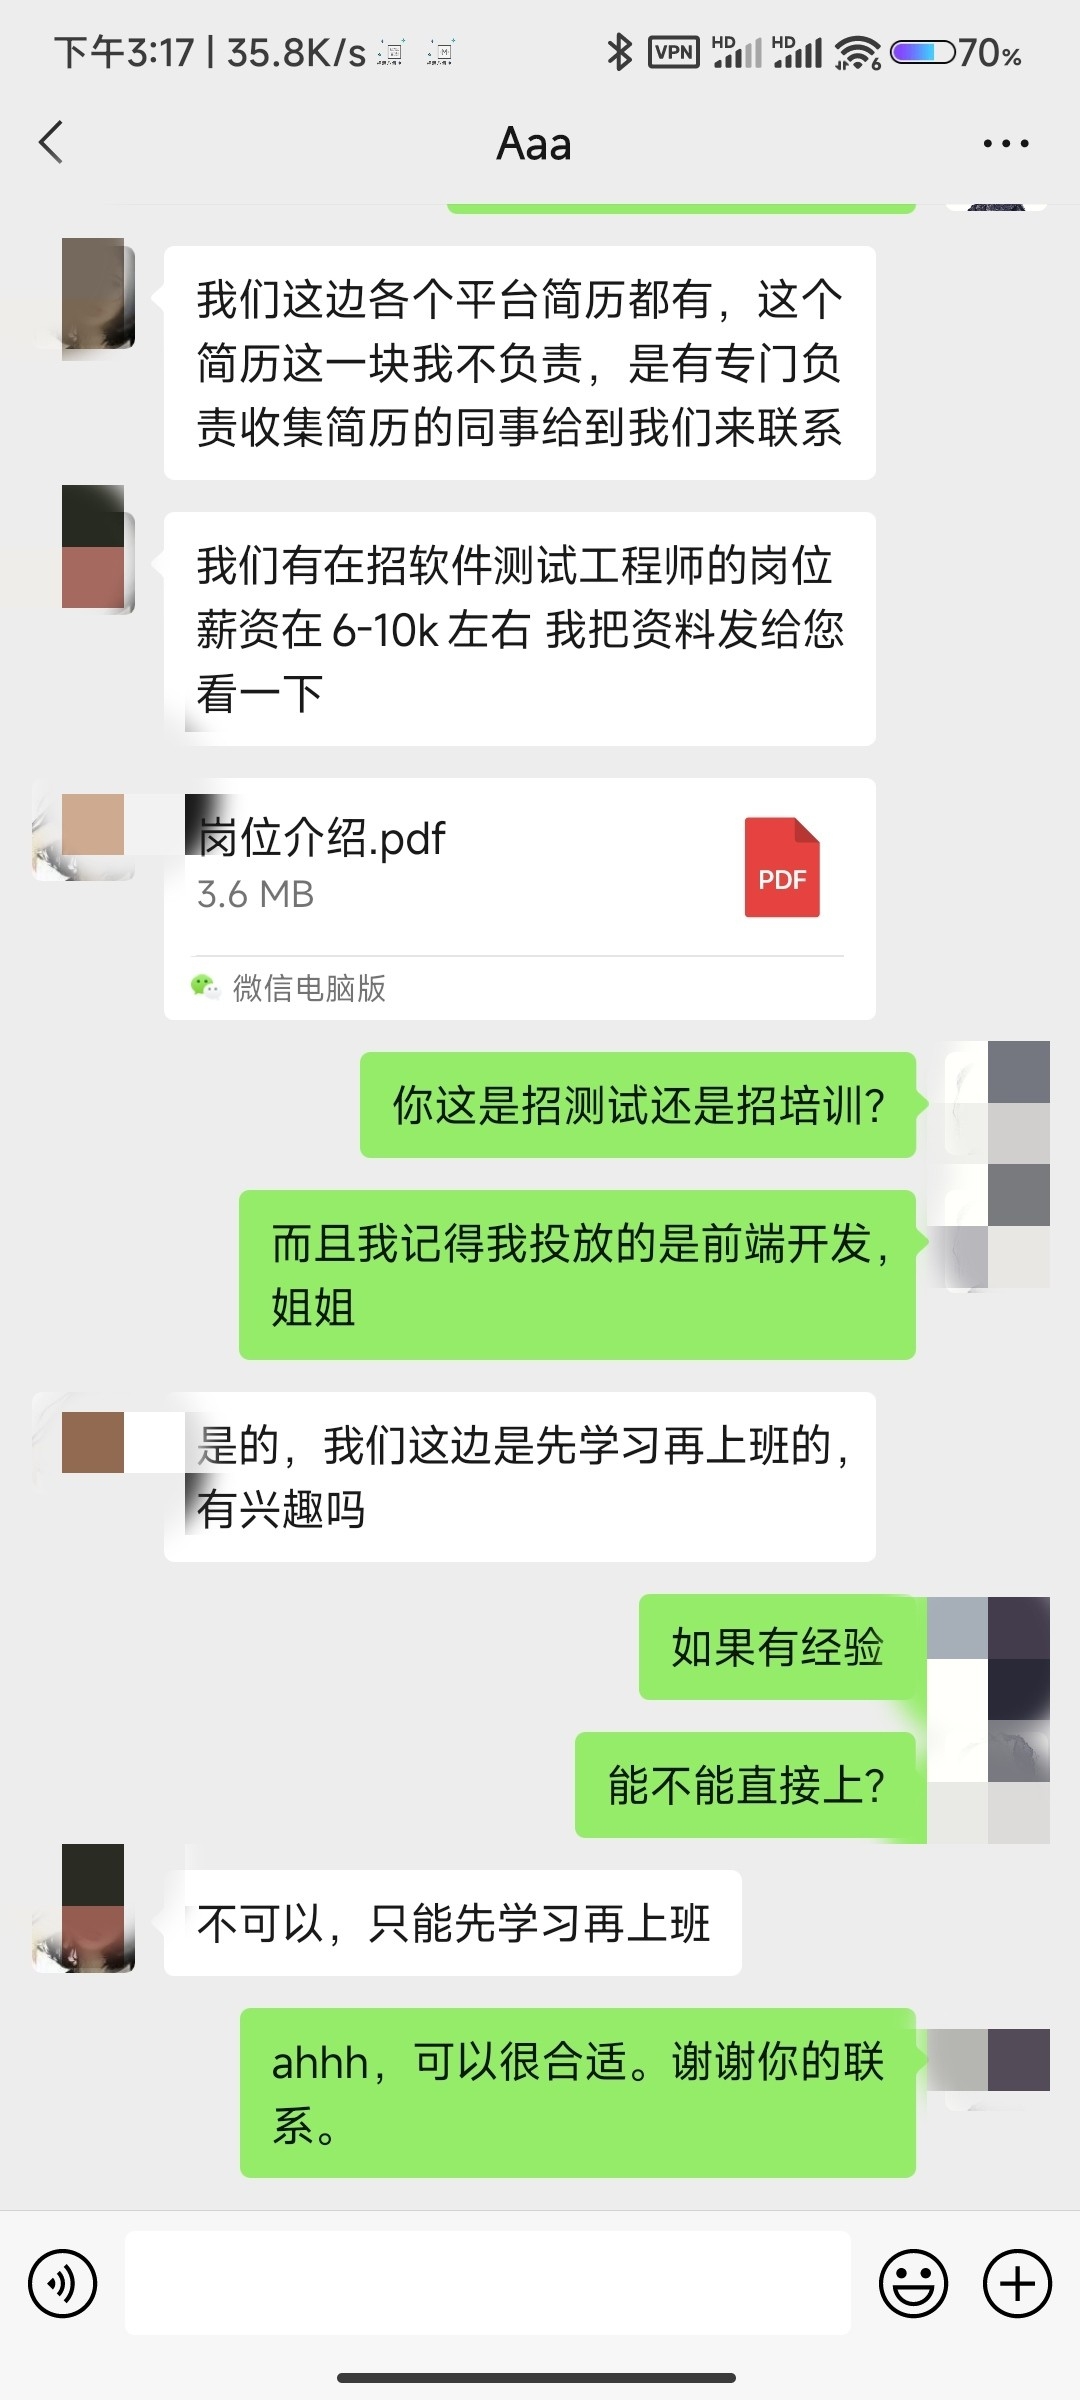 下午3:17 | 35.8K/s
VPN
HD
HD
6
70%
Aaa
我们这边各个平台简历都有，这个
简历这一块我不负责，是有专门负
责收集简历的同事给到我们来联系
我们有在招软件测试工程师的岗位
薪资在 6-10k 左右 我把资料发给您
看一下
岗位介绍.pdf
PDF
3.6 MB
微信电脑版
你这是招测试还是招培训？
而且我记得我投放的是前端开发，
姐姐
是的，我们这边是先学习再上班的，
有兴趣吗
如果有经验
能不能直接上？
不可以，只能先学习再上班
ahhh，可以很合适。谢谢你的联
系。